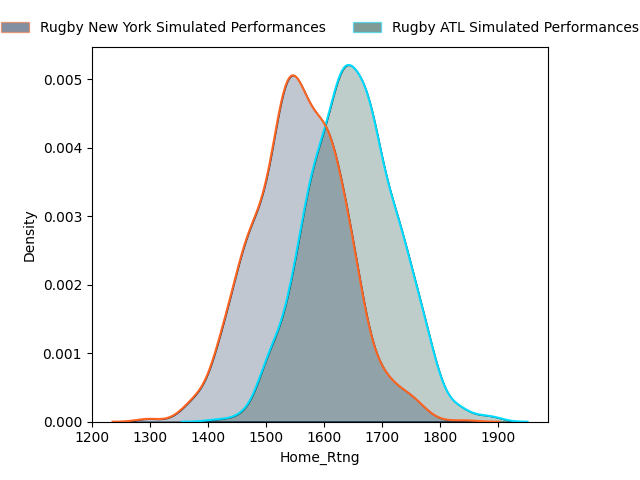 Rugby New York Simulated Performances Rugby ATL Simulated Performances
0.005
0.004
0.003
0.002
0.001
0.000
Density
1200 1300 1400 1500 1600 1700 1800 1900
Home_Rtng